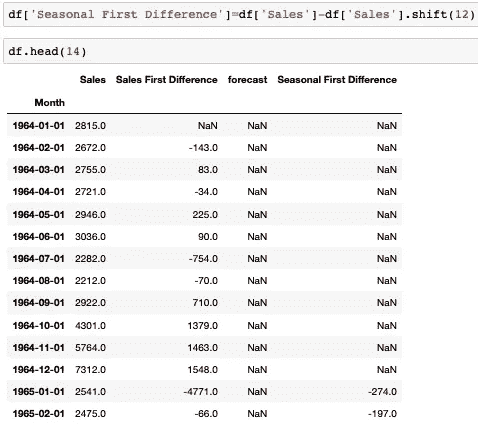 df['Seasonal First Difference']=df['Sales']-df['Sales'].shift(12)
df.head(14)
Sales Sales First Difference forecast Seasonal First Difference
Month
1964-01-01 2815.0 NaN NaN NaN
1964-02-01 2672.0 -143.0 NaN NaN
1964-03-01 2755.0 83.0 NaN NaN
1964-04-01 2721.0 -34.0 NaN NaN
1964-05-01 2946.0 225.0 NaN NaN
1964-06-01 3036.0 90.0 NaN NaN
1964-07-01 2282.0 -754.0 NaN NaN
1964-08-01 2212.0 -70.0 NaN NaN
1964-09-01 2922.0 710.0 NaN NaN
1964-10-01 4301.0 1379.0 NaN NaN
1964-11-01 5764.0 1463.0 NaN NaN
1964-12-01 7312.0 1548.0 NaN NaN
1965-01-01 2541.0 -4771.0 NaN -274.0
1965-02-01 2475.0 -66.0 NaN -197.0